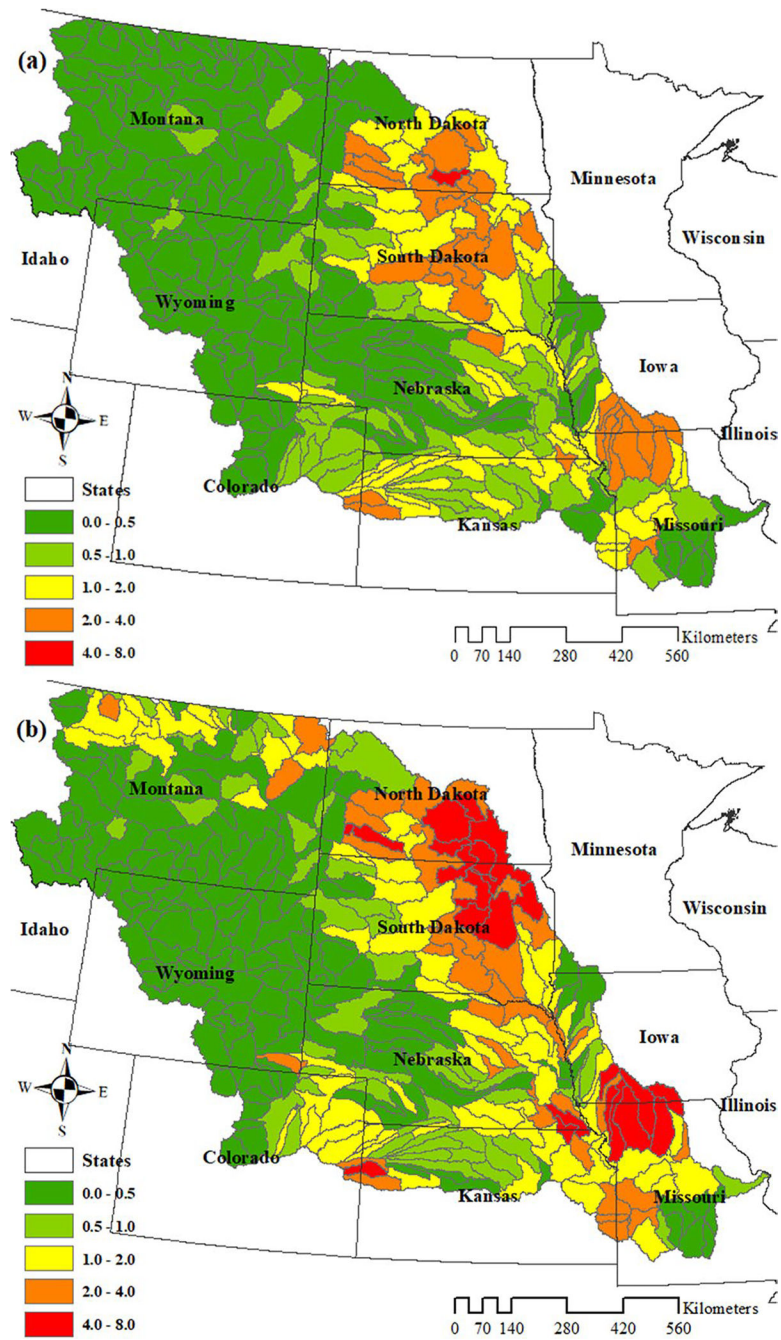 (a)
Montana
North Dakota
Minnesota
Wisconsin
Idaho
South Dakota
Wyoming
Iowa
Nebraska
N
W E
S
Illinois
Colorado
Kansas
Missouri
States
0.0 - 0.5
0.5 - 1.0
1.0 - 2.0
2.0 - 4.0
4.0 - 8.0
Kilometers
0 70 140 280 420 560
(b)
Montana
North Dakota
Minnesota
Wisconsin
Idaho
South Dakota
Wyoming
Iowa
Nebraska
N
W E
S
Illinois
Colorado
Kansas
Missouri
States
0.0 - 0.5
0.5 - 1.0
1.0 - 2.0
2.0 - 4.0
4.0 - 8.0
Kilometers
0 70 140 280 420 560